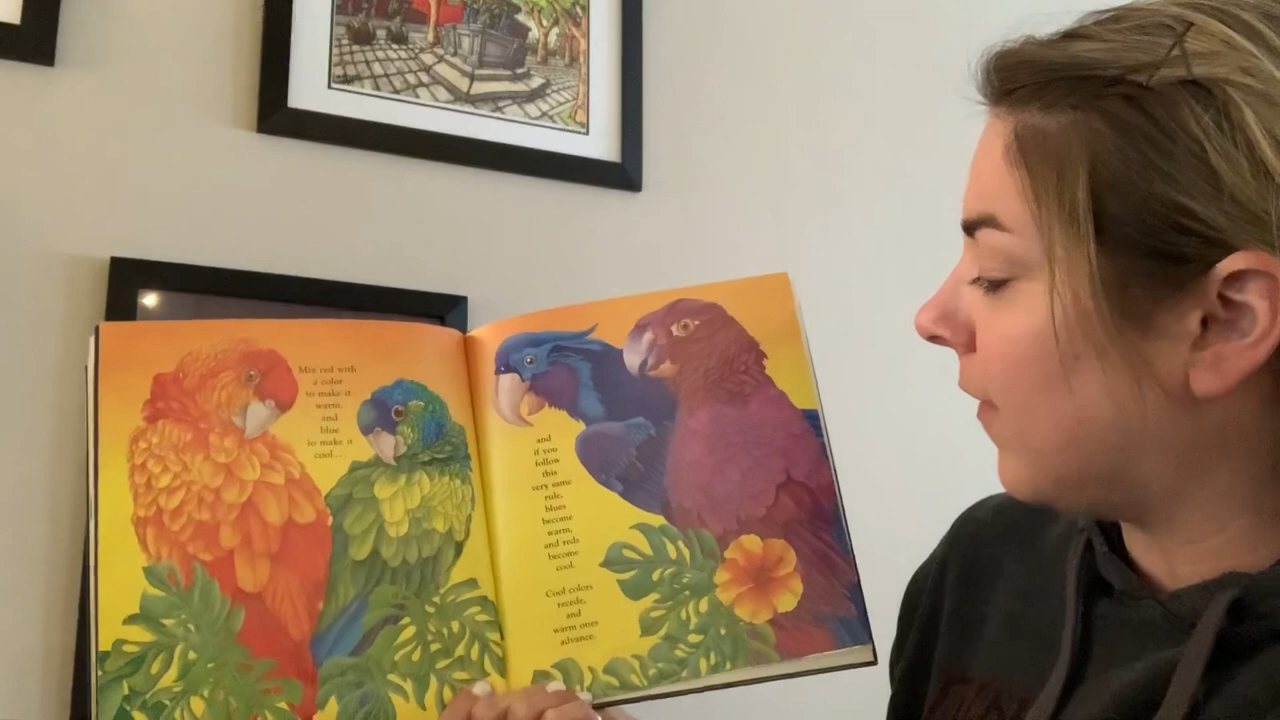 Mix red with
a color
to make it
warm,
and
blue
to make it
cool...
and
if you
follow
this
very same
rule,
blues
become
warm,
and reds
become
cool.
Cool colors
recede,
and
warm ones
advance.